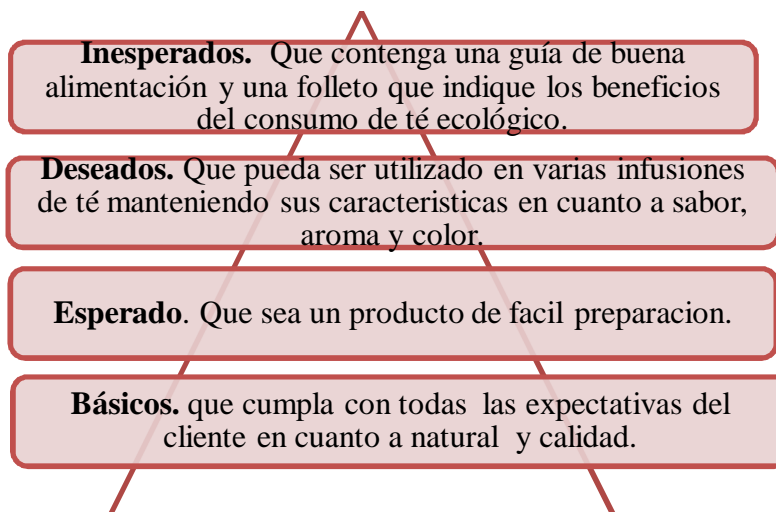 Inesperados. Que contenga una guía de buena
alimentación y una folleto que indique los beneficios
del consumo de té ecológico.
Deseados. Que pueda ser utilizado en varias infusiones
de té manteniendo sus caracteristicas en cuanto a sabor,
aroma y color.
Esperado. Que sea un producto de facil preparacion.
Básicos. que cumpla con todas las expectativas del
cliente en cuanto a natural y calidad.